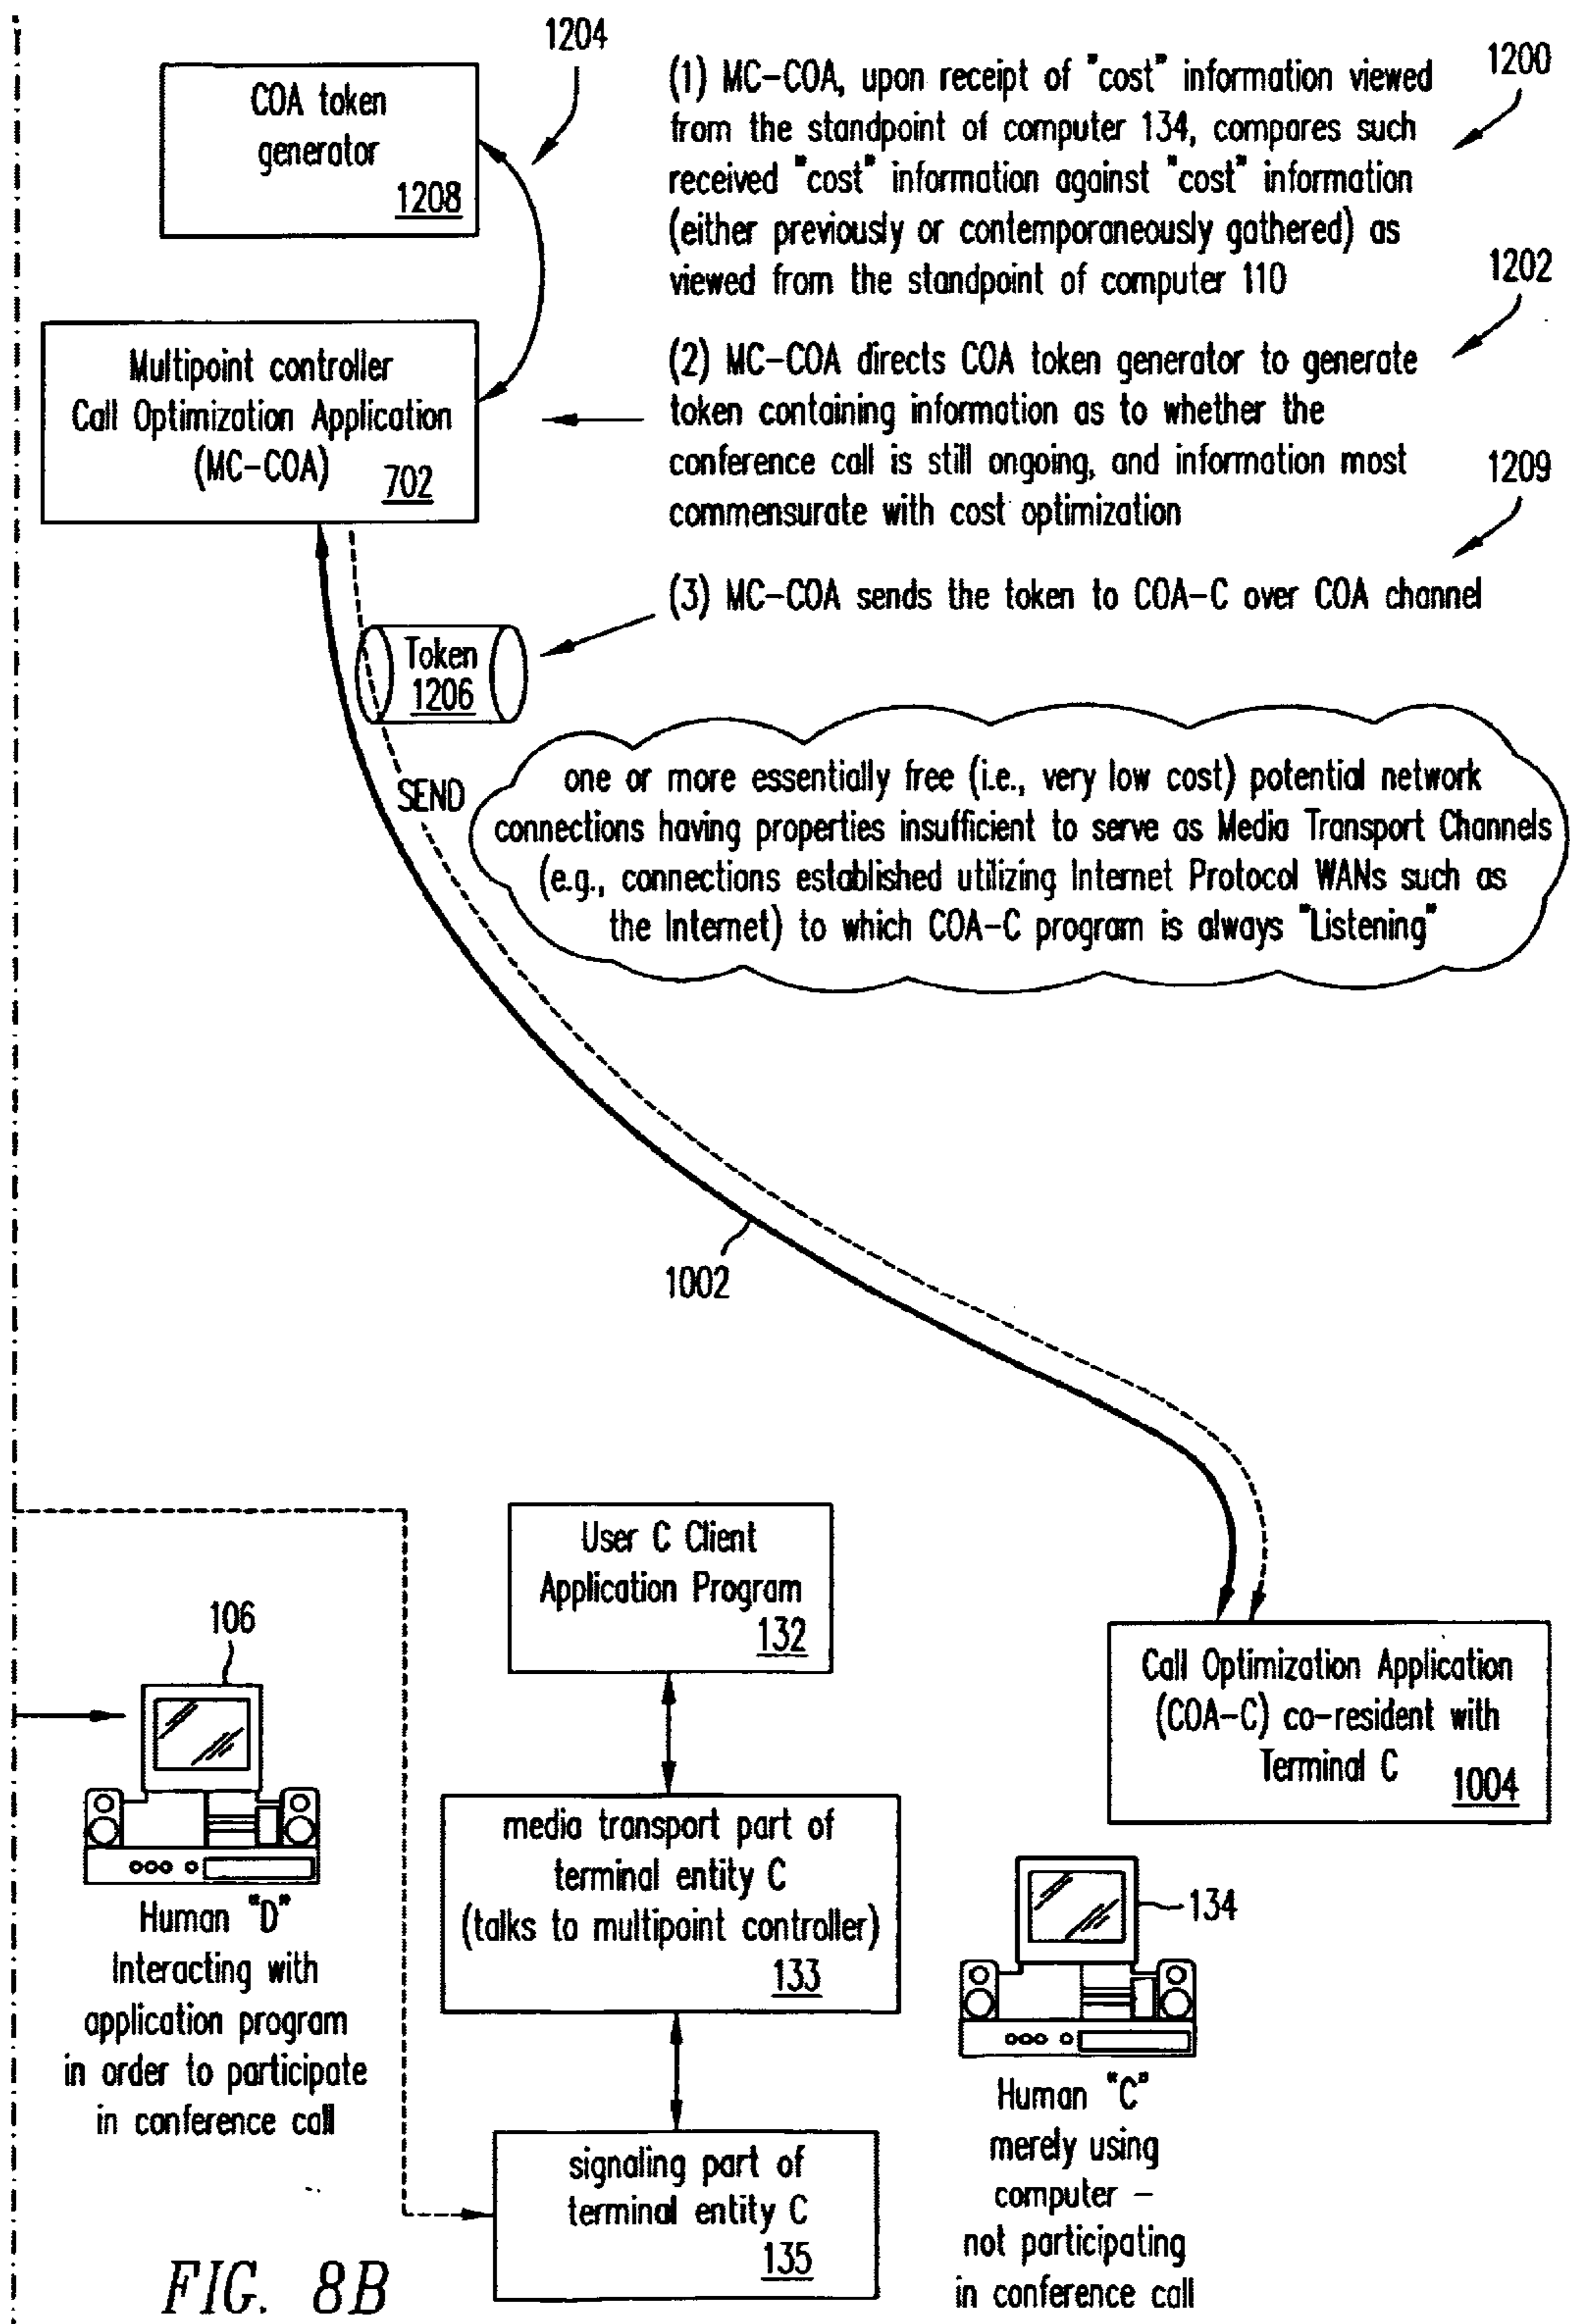 1204
COA token
generator
1208
(1) MC-COA, upon receipt of "cost" information viewed
from the standpoint of computer 134, compares such
received "cost" information against "cost" information
(either previously or contemporaneously gathered) as
viewed from the standpoint of computer 110
1200
1202
Multipoint controller
Call Optimization Application
(MC-COA)
702
(2) MC-COA directs COA token generator to generate
token containing information as to whether the
conference call is still ongoing, and information most
commensurate with cost optimization
1209
(3) MC-COA sends the token to COA-C over COA channel
Token
1206
SEND
one or more essentially free (i.e., very low cost) potential network
connections having properties insufficient to serve as Media Transport Channels
(e.g., connections established utilizing Internet Protocol WANs such as
the Internet) to which COA-C program is always "Listening"
1002
User C Client
Application Program
132
106
Call Optimization Application
(COA-C) co-resident with
Terminal C
1004
media transport part of
terminal entity C
(talks to multipoint controller)
133
134
Human "D"
Interacting with
application program
in order to participate
in conference call
Human "C"
merely using
computer –
not participating
in conference call
signaling part of
terminal entity C
135
FIG. 8B